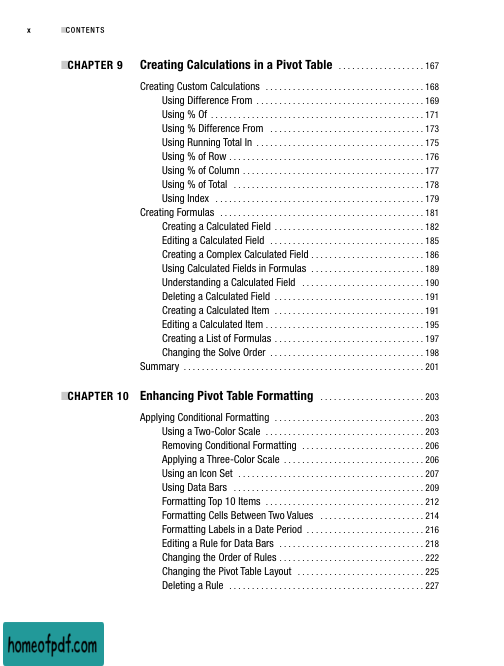 x ■CONTENTS
■CHAPTER 9 Creating Calculations in a Pivot Table . . . . . . . . . . . . . . . . . . . 167
Creating Custom Calculations . . . . . . . . . . . . . . . . . . . . . . . . . . . . . . . . . . . 168
Using Difference From . . . . . . . . . . . . . . . . . . . . . . . . . . . . . . . . . . . . . 169
Using % Of . . . . . . . . . . . . . . . . . . . . . . . . . . . . . . . . . . . . . . . . . . . . . . . 171
Using % Difference From . . . . . . . . . . . . . . . . . . . . . . . . . . . . . . . . . . 173
Using Running Total In . . . . . . . . . . . . . . . . . . . . . . . . . . . . . . . . . . . . . 175
Using % of Row . . . . . . . . . . . . . . . . . . . . . . . . . . . . . . . . . . . . . . . . . . . 176
Using % of Column . . . . . . . . . . . . . . . . . . . . . . . . . . . . . . . . . . . . . . . . 177
Using % of Total . . . . . . . . . . . . . . . . . . . . . . . . . . . . . . . . . . . . . . . . . . 178
Using Index . . . . . . . . . . . . . . . . . . . . . . . . . . . . . . . . . . . . . . . . . . . . . . 179
Creating Formulas . . . . . . . . . . . . . . . . . . . . . . . . . . . . . . . . . . . . . . . . . . . . . 181
Creating a Calculated Field . . . . . . . . . . . . . . . . . . . . . . . . . . . . . . . . . 182
Editing a Calculated Field . . . . . . . . . . . . . . . . . . . . . . . . . . . . . . . . . . 185
Creating a Complex Calculated Field . . . . . . . . . . . . . . . . . . . . . . . . . 186
Using Calculated Fields in Formulas . . . . . . . . . . . . . . . . . . . . . . . . . 189
Understanding a Calculated Field . . . . . . . . . . . . . . . . . . . . . . . . . . . 190
Deleting a Calculated Field . . . . . . . . . . . . . . . . . . . . . . . . . . . . . . . . . 191
Creating a Calculated Item . . . . . . . . . . . . . . . . . . . . . . . . . . . . . . . . . 191
Editing a Calculated Item . . . . . . . . . . . . . . . . . . . . . . . . . . . . . . . . . . . 195
Creating a List of Formulas . . . . . . . . . . . . . . . . . . . . . . . . . . . . . . . . . 197
Changing the Solve Order . . . . . . . . . . . . . . . . . . . . . . . . . . . . . . . . . . 198
Summary . . . . . . . . . . . . . . . . . . . . . . . . . . . . . . . . . . . . . . . . . . . . . . . . . . . . . 201
■CHAPTER 10 Enhancing Pivot Table Formatting . . . . . . . . . . . . . . . . . . . . . . . 203
Applying Conditional Formatting . . . . . . . . . . . . . . . . . . . . . . . . . . . . . . . . . 203
Using a Two-Color Scale . . . . . . . . . . . . . . . . . . . . . . . . . . . . . . . . . . . 203
Removing Conditional Formatting . . . . . . . . . . . . . . . . . . . . . . . . . . . 206
Applying a Three-Color Scale . . . . . . . . . . . . . . . . . . . . . . . . . . . . . . . 206
Using an Icon Set . . . . . . . . . . . . . . . . . . . . . . . . . . . . . . . . . . . . . . . . . 207
Using Data Bars . . . . . . . . . . . . . . . . . . . . . . . . . . . . . . . . . . . . . . . . . . 209
Formatting Top 10 Items . . . . . . . . . . . . . . . . . . . . . . . . . . . . . . . . . . . 212
Formatting Cells Between Two Values . . . . . . . . . . . . . . . . . . . . . . . 214
Formatting Labels in a Date Period . . . . . . . . . . . . . . . . . . . . . . . . . . 216
Editing a Rule for Data Bars . . . . . . . . . . . . . . . . . . . . . . . . . . . . . . . . 218
Changing the Order of Rules . . . . . . . . . . . . . . . . . . . . . . . . . . . . . . . . 222
Changing the Pivot Table Layout . . . . . . . . . . . . . . . . . . . . . . . . . . . . 225
Deleting a Rule . . . . . . . . . . . . . . . . . . . . . . . . . . . . . . . . . . . . . . . . . . . 227
homeofpdf.com